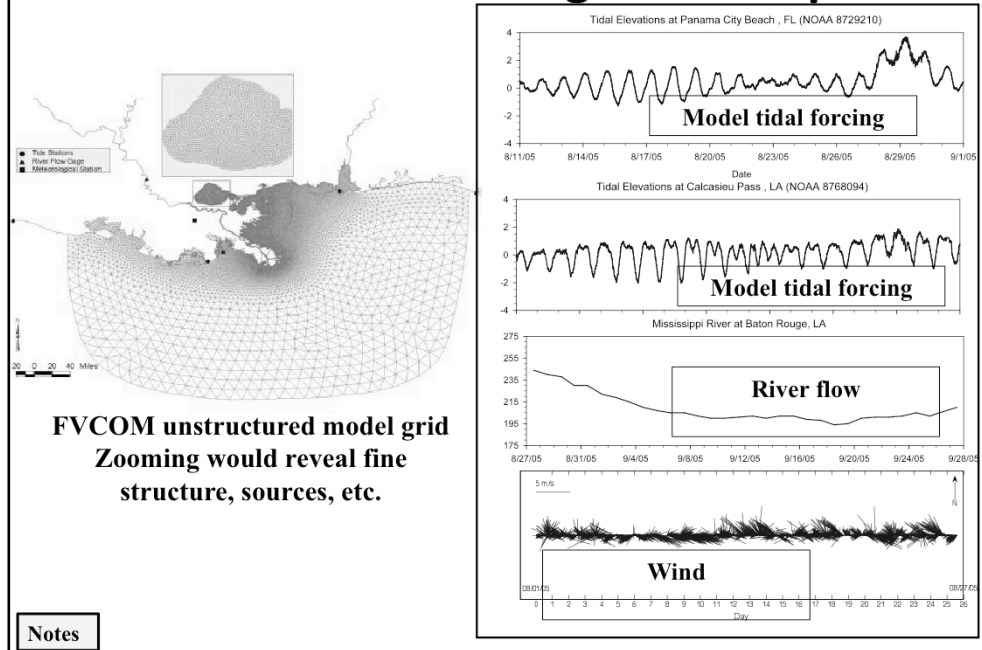 Tide Stations
River Flow Gage
Meteorological Station
20 0 20 40 Miles
FVCOM unstructured model grid
Zooming would reveal fine
structure, sources, etc.
Notes
Tidal Elevations at Panama City Beach , FL (NOAA 8729210)
4
2
0
-2
-4
Model tidal forcing
8/11/05 8/14/05 8/17/05 8/20/05 8/23/05 8/26/05 8/29/05 9/1/05
Date
Tidal Elevations at Calcasieu Pass , LA (NOAA 8768094)
4
2
0
-2
-4
Model tidal forcing
Mississippi River at Baton Rouge, LA
275
255
235
215
195
175
River flow
8/27/05 8/31/05 9/4/05 9/8/05 9/12/05 9/16/05 9/20/05 9/24/05 9/28/05
5 m/s
N
Wind
08/01/05 08/27/05
0 1 2 3 4 5 6 7 8 9 10 11 12 13 14 15 16 17 18 19 20 21 22 23 24 25 26
Day